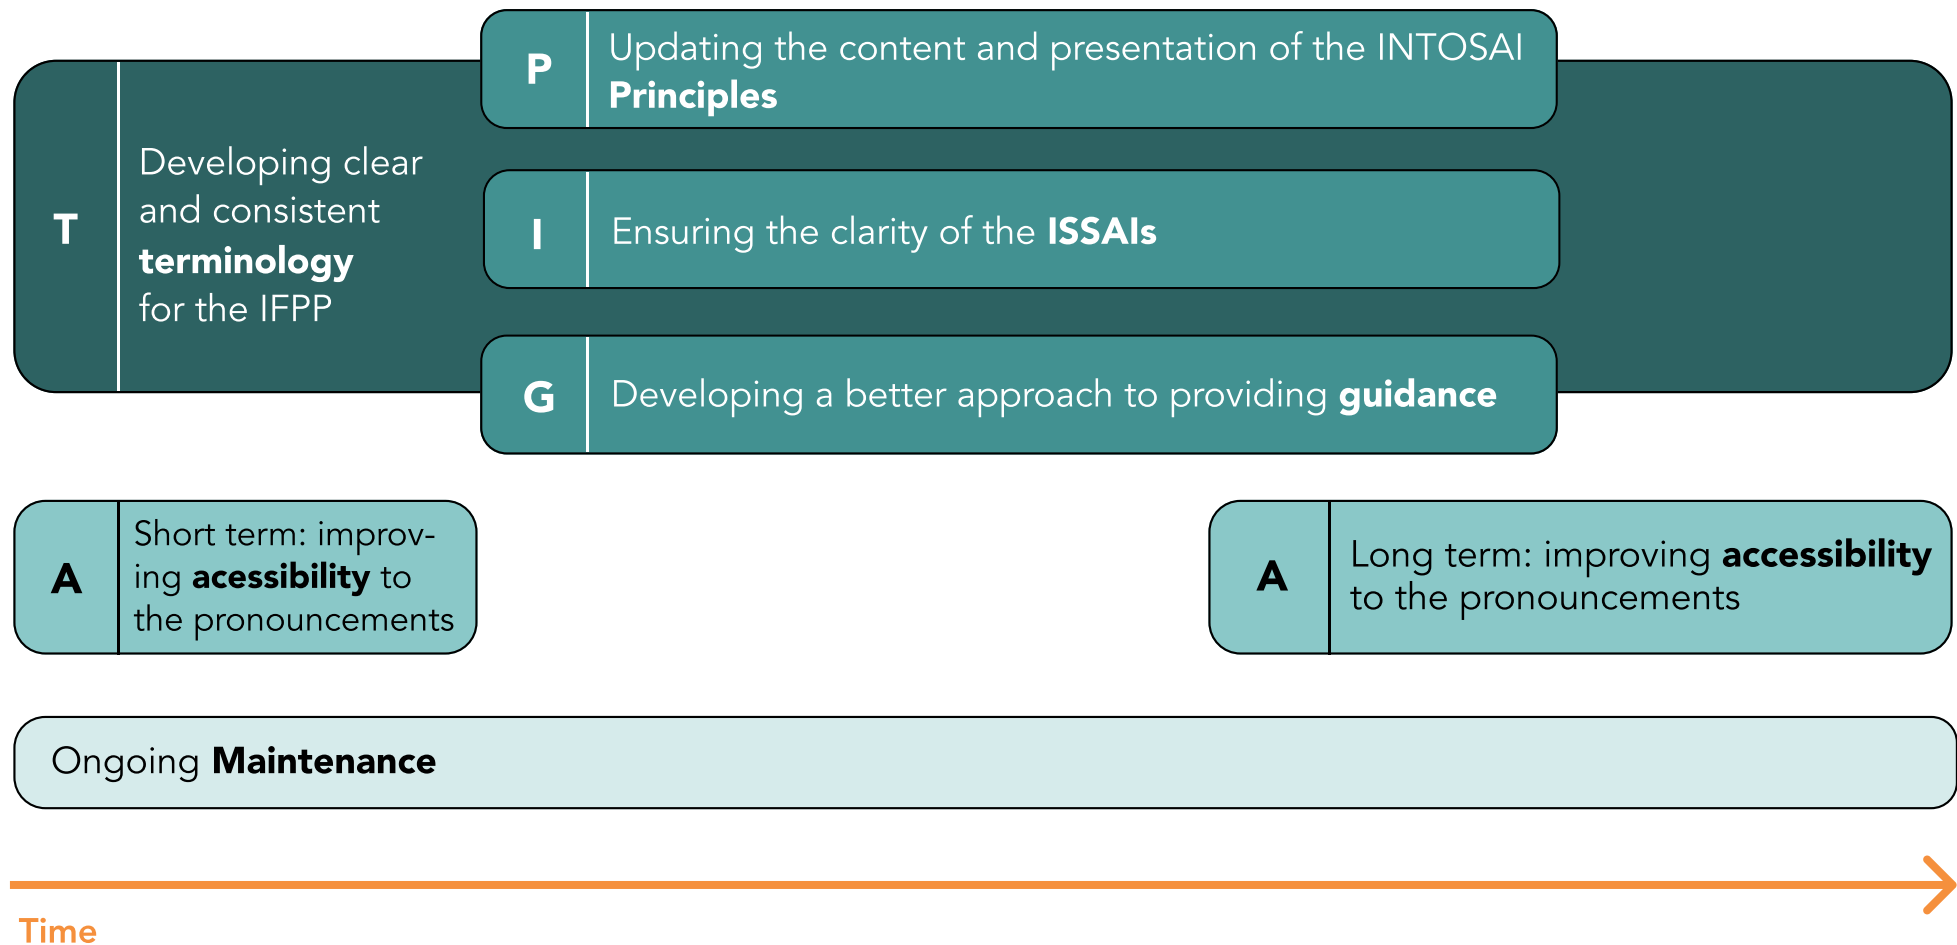 P
Updating the content and presentation of the INTOSAI
Principles
T
Developing clear
and consistent
terminology
for the IFPP
I
Ensuring the clarity of the ISSAIs
G
Developing a better approach to providing guidance
A
Short term: improv-
ing acessibility to
the pronouncements
A
Long term: improving accessibility
to the pronouncements
Ongoing Maintenance
Time